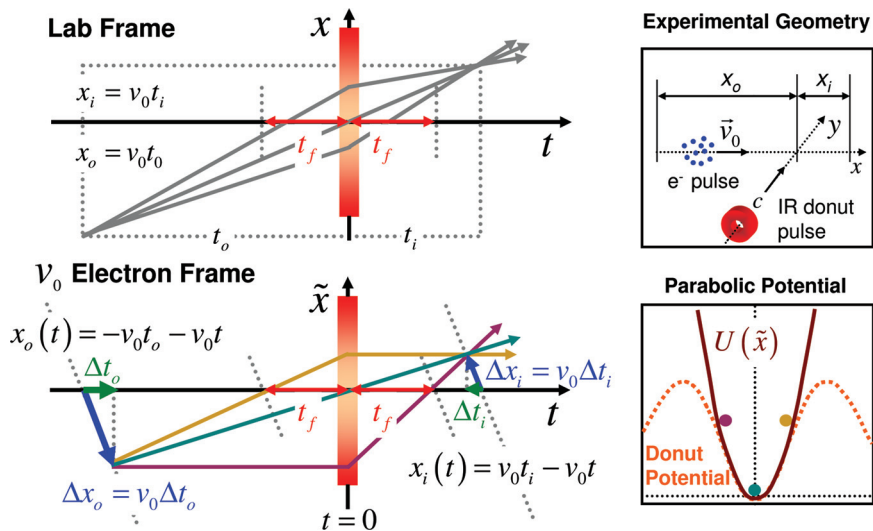 Lab Frame
x
x_i = v_0 t_i
x_o = v_0 t_0
t_f
t_f
t
t_o
t_i
Experimental Geometry
x_o
x_i
v⃗_0
y
x
e⁻ pulse
c
IR donut
pulse
v_0 Electron Frame
x̃
x_o(t) = −v_0 t_o − v_0 t
Δt_o
Δx_i = v_0 Δt_i
t_f
t_f
t
Δt_i
Δx_o = v_0 Δt_o
x_i(t) = v_0 t_i − v_0 t
t = 0
Parabolic Potential
U(x̃)
Donut
Potential